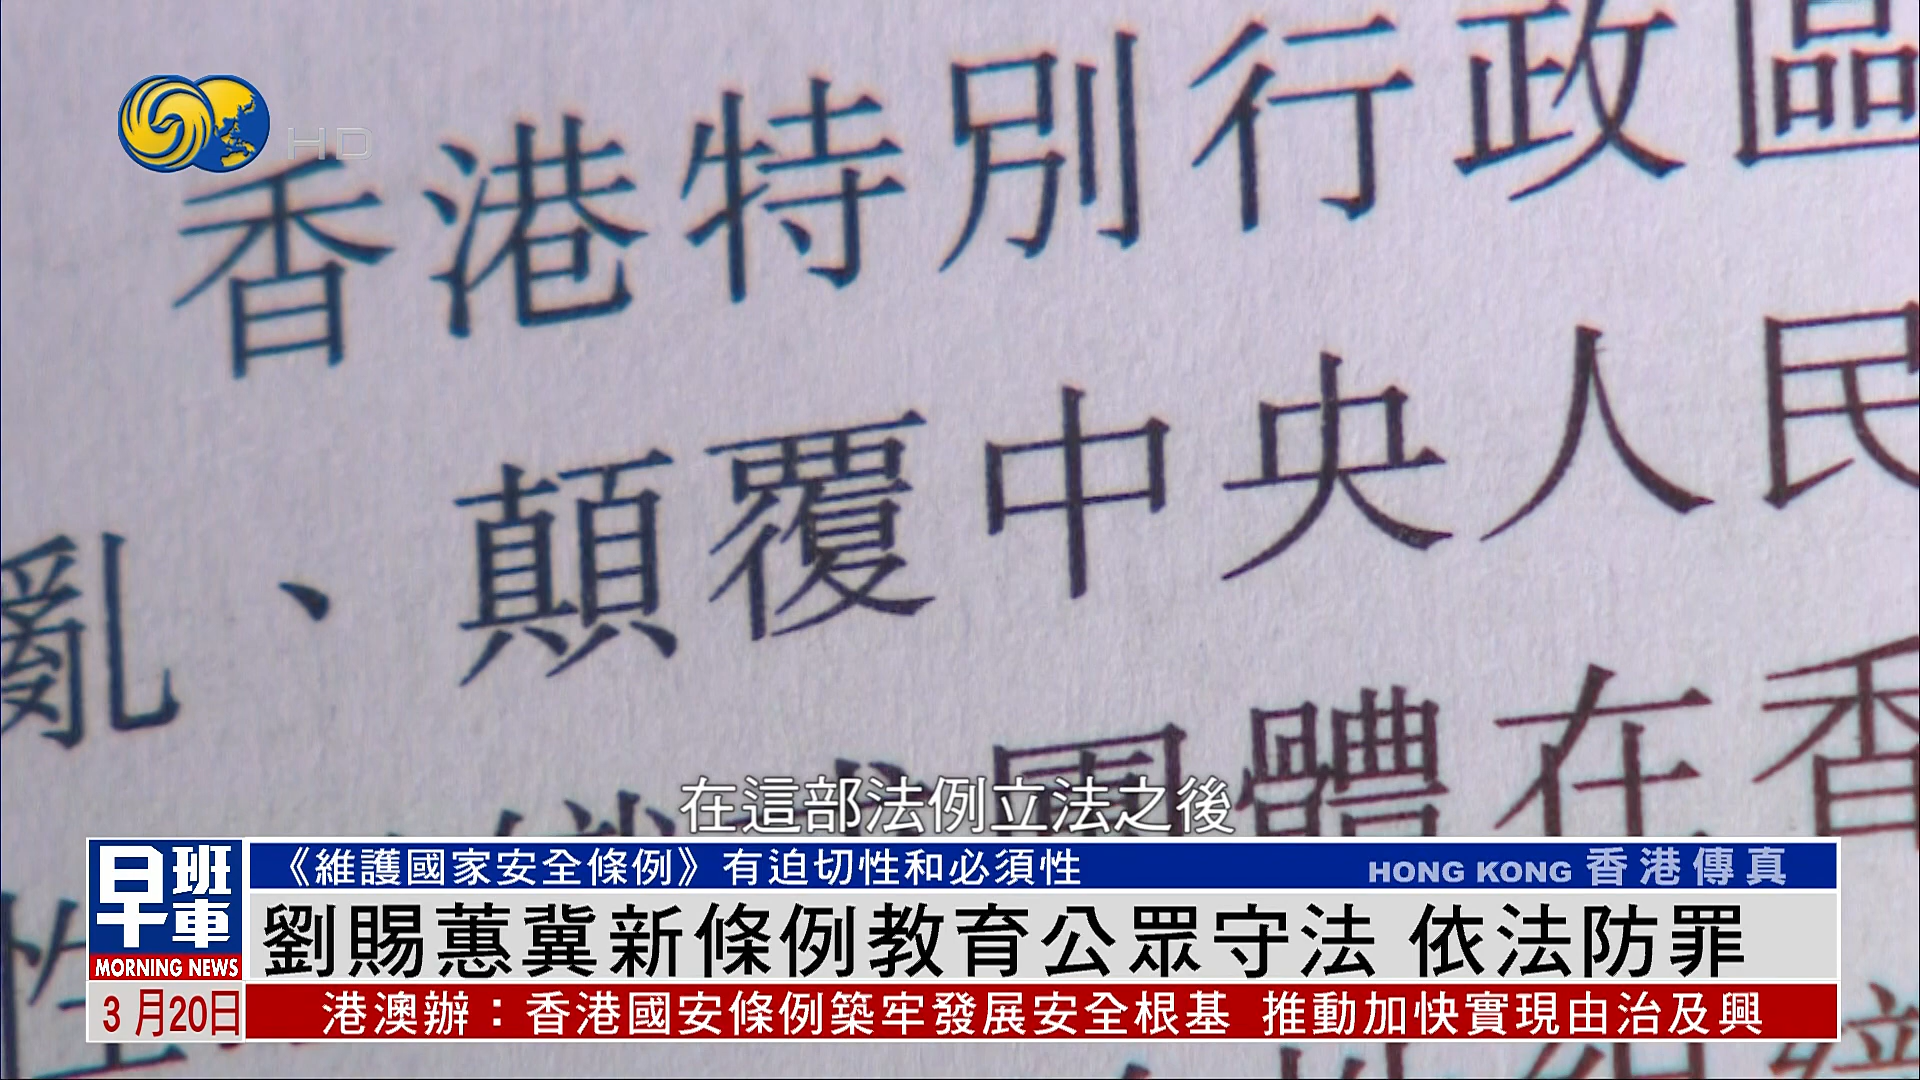 HD
香港特別行政區
亂、顛覆中央人民
團體在香
在這部法例立法之後
早班車
《維護國家安全條例》有迫切性和必須性
HONG KONG 香港傳真
劉賜蕙冀新條例教育公眾守法 依法防罪
MORNING NEWS
3月20日
港澳辦：香港國安條例築牢發展安全根基 推動加快實現由治及興